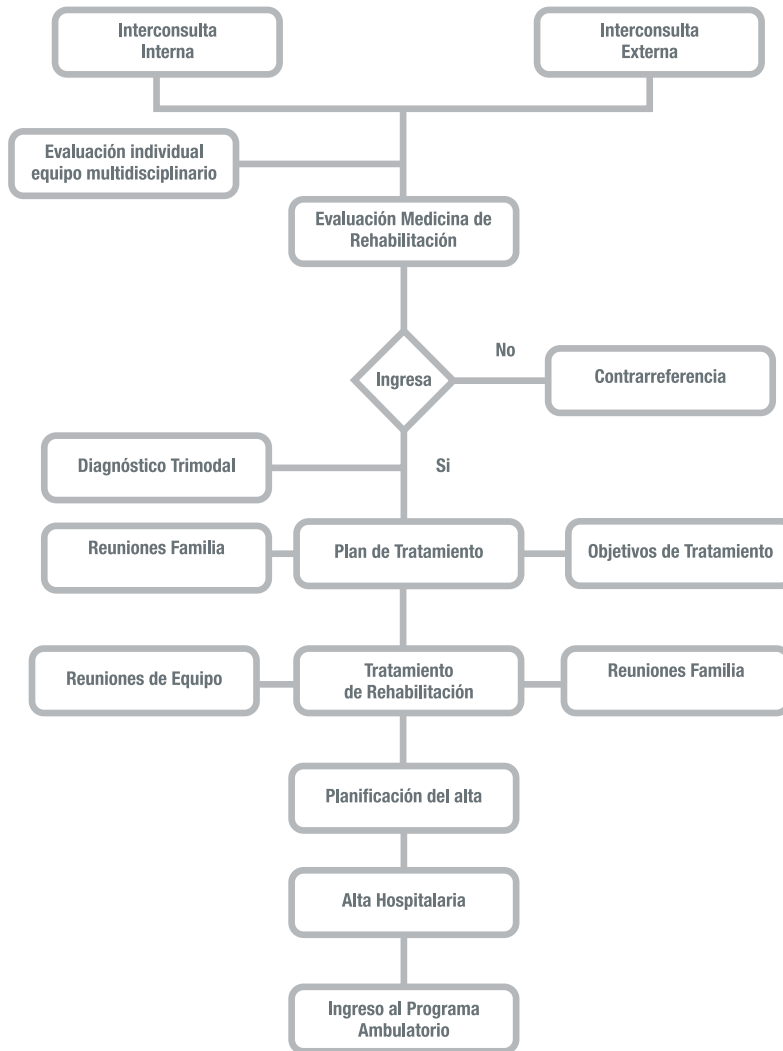 Interconsulta
Interna
Interconsulta
Externa
Evaluación individual
equipo multidisciplinario
Evaluación Medicina de
Rehabilitación
Ingresa
No
Contrarreferencia
Diagnóstico Trimodal
Si
Reuniones Familia
Plan de Tratamiento
Objetivos de Tratamiento
Reuniones de Equipo
Tratamiento
de Rehabilitación
Reuniones Familia
Planificación del alta
Alta Hospitalaria
Ingreso al Programa
Ambulatorio